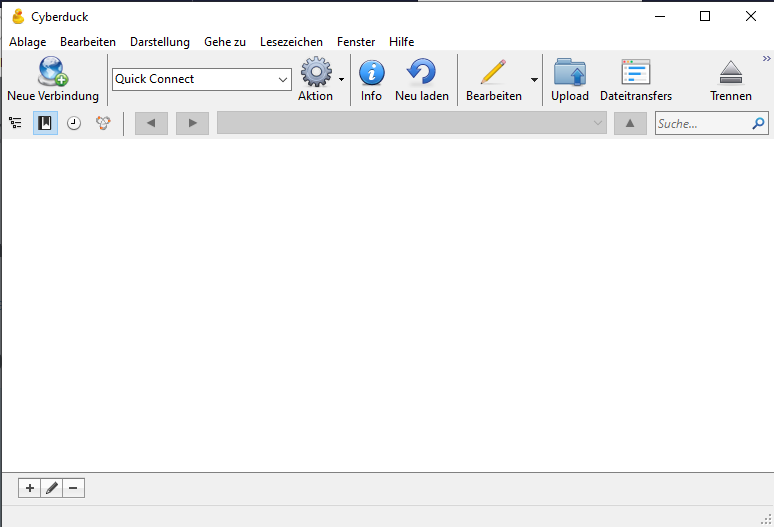 Cyberduck
Ablage Bearbeiten Darstellung Gehe zu Lesezeichen Fenster Hilfe
Quick Connect
Neue Verbindung Aktion Info Neu laden Bearbeiten Upload Dateitransfers Trennen
Suche...